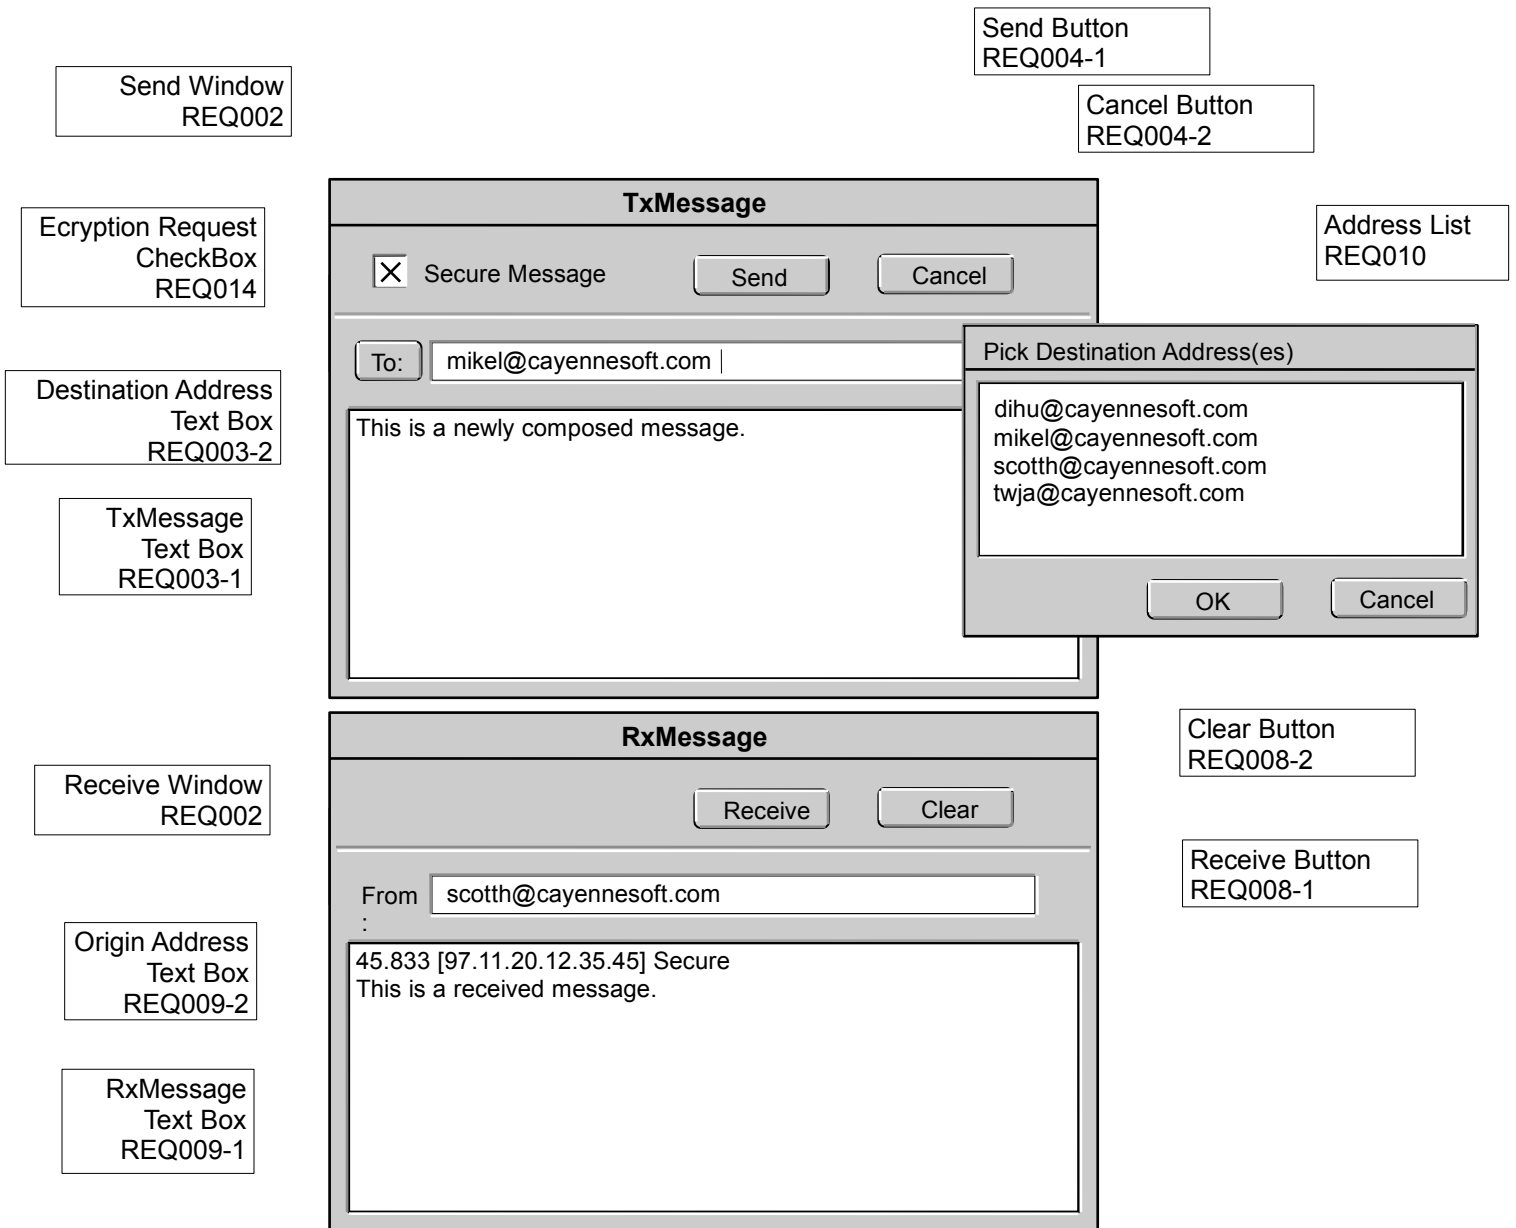 Send Button
REQ004-1
Send Window
REQ002
Cancel Button
REQ004-2
TxMessage
Ecryption Request
CheckBox
REQ014
Secure Message
Send
Cancel
Address List
REQ010
To:
mikel@cayennesoft.com
Pick Destination Address(es)
Destination Address
Text Box
REQ003-2
This is a newly composed message.
dihu@cayennesoft.com
mikel@cayennesoft.com
scotth@cayennesoft.com
twja@cayennesoft.com
TxMessage
Text Box
REQ003-1
OK
Cancel
RxMessage
Clear Button
REQ008-2
Receive Window
REQ002
Receive
Clear
Receive Button
REQ008-1
From
:
scotth@cayennesoft.com
Origin Address
Text Box
REQ009-2
45.833 [97.11.20.12.35.45] Secure
This is a received message.
RxMessage
Text Box
REQ009-1